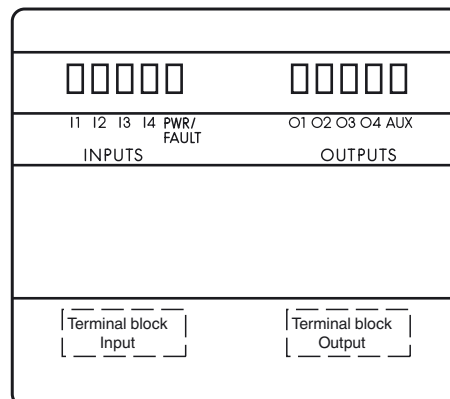 I1 I2 I3 I4 PWR/
FAULT
INPUTS
O1 O2 O3 O4 AUX
OUTPUTS
Terminal block
Input
Terminal block
Output